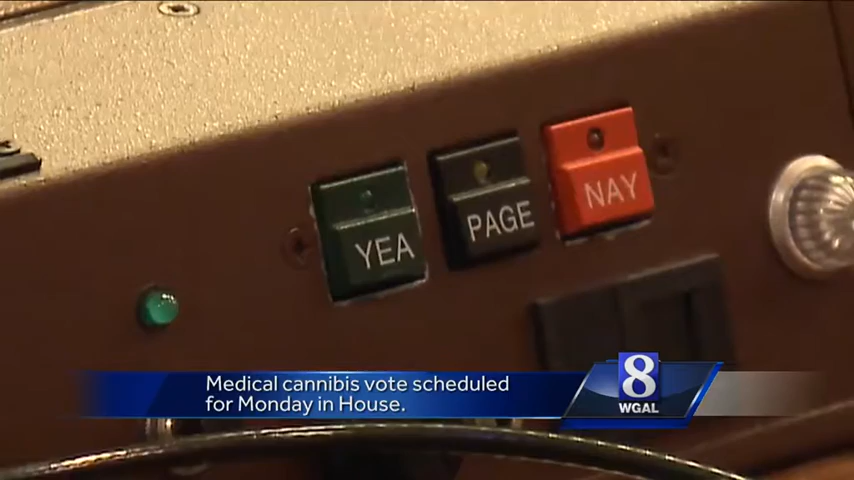 YEA
PAGE
NAY
Medical cannibis vote scheduled
for Monday in House.
8
WGAL